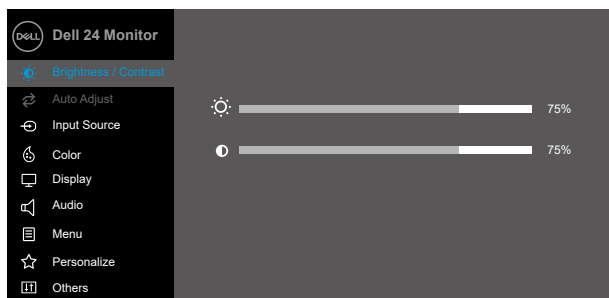 DELL
Dell 24 Monitor
Brightness / Contrast
Auto Adjust
75%
Input Source
Color
75%
Display
Audio
Menu
Personalize
Others